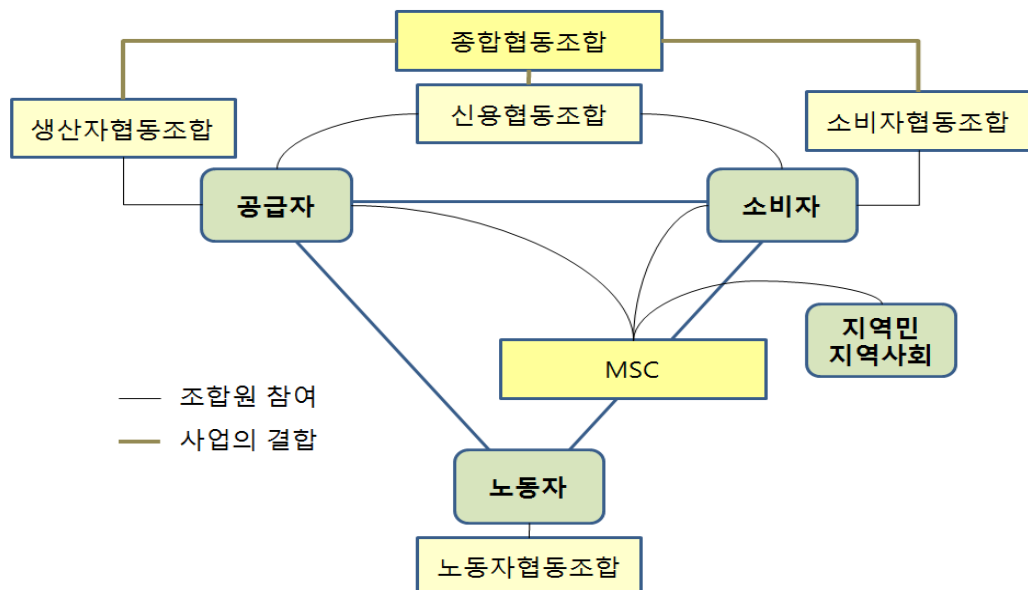 종합협동조합
신용협동조합
생산자협동조합
소비자협동조합
공급자
소비자
지역민
지역사회
MSC
조합원 참여
사업의 결합
노동자
노동자협동조합